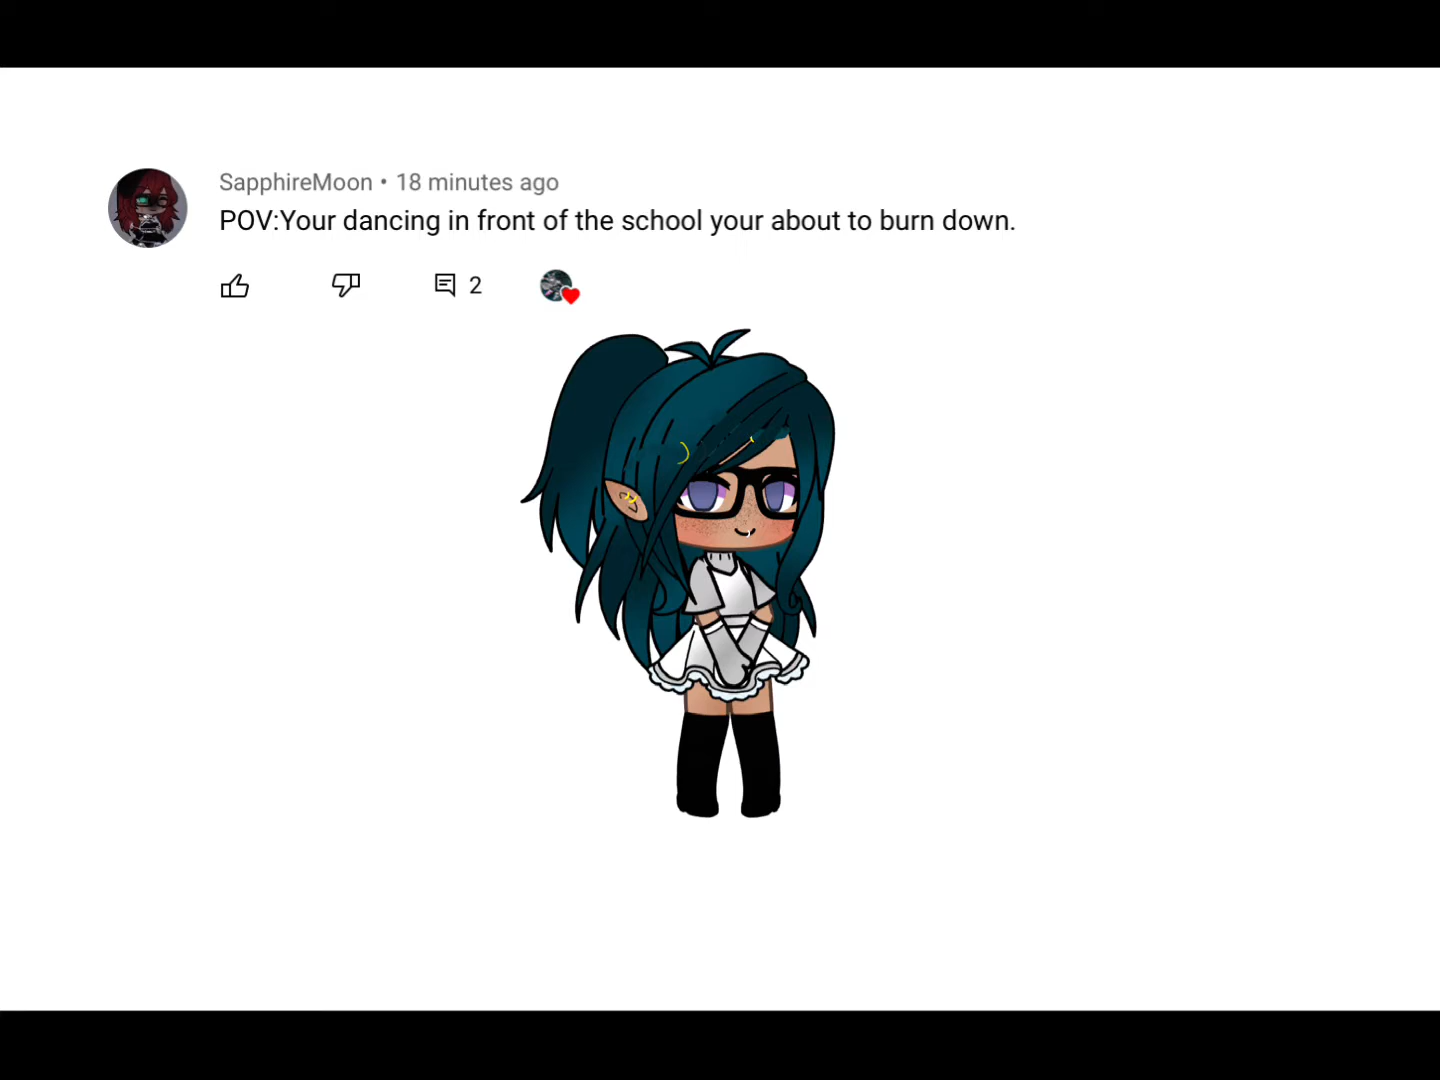 SapphireMoon • 18 minutes ago
POV:Your dancing in front of the school your about to burn down.
2